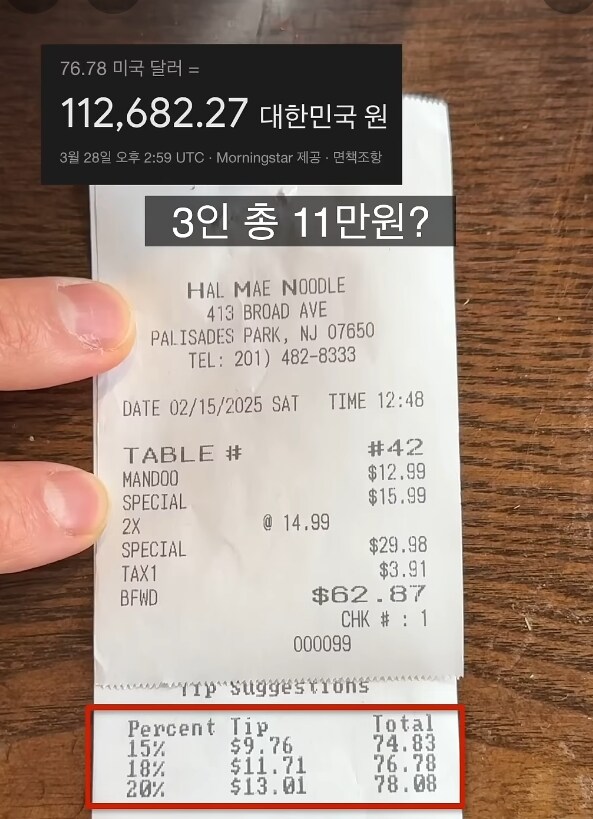 76.78 미국 달러 =
112,682.27 대한민국 원
3월 28일 오후 2:59 UTC · Morningstar 제공 · 면책조항
3인 총 11만원?
HAL MAE NOODLE
413 BROAD AVE
PALISADES PARK, NJ 07650
TEL: 201) 482-8333
DATE 02/15/2025 SAT TIME 12:48
TABLE # #42
MANDOO $12.99
SPECIAL $15.99
2X @ 14.99
SPECIAL $29.98
TAX1 $3.91
BFWD $62.87
CHK # : 1
000099
Tip Suggestions
Percent Tip Total
15% $9.76 74.83
18% $11.71 76.78
20% $13.01 78.08